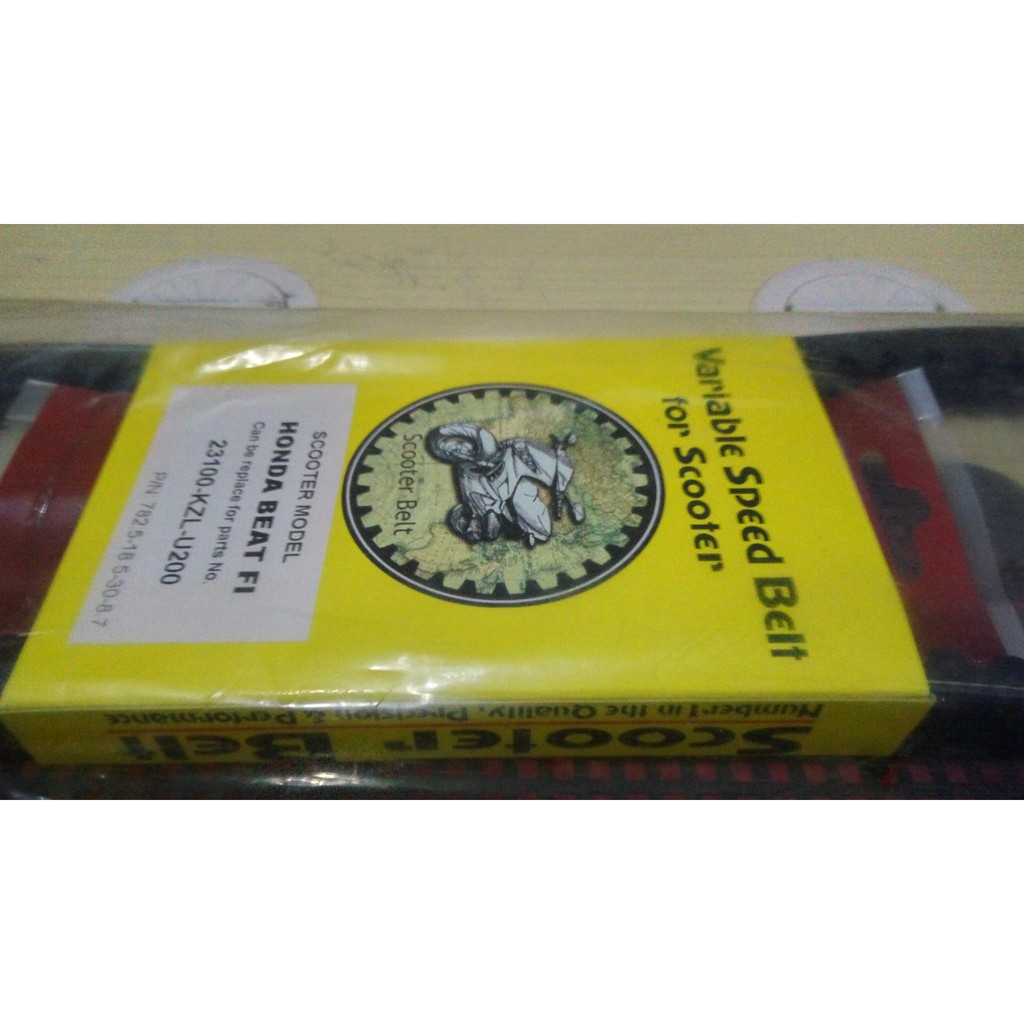 Variable Speed Belt
for Scooter
Scooter Belt
SCOOTER MODEL
HONDA BEAT FI
Can be replace for parts No.
23100-KZL-U200
P/N 782 5-18 5-30-8 7
Scooter Belt
Number 1 in the Quality, Precision & Performance